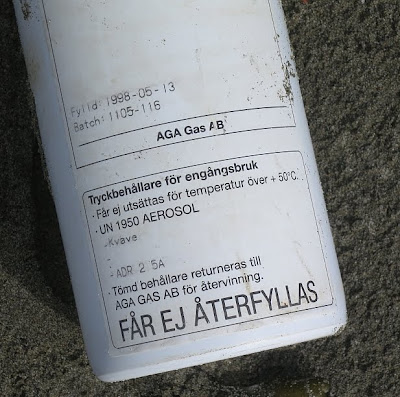 Fylld: 1998-05-13
Batch: 1105-116
AGA Gas AB
Tryckbehållare för engångsbruk
· Får ej utsättas för temperatur över + 50°C.
· UN 1950 AEROSOL
Kväve
-
- ADR 2 5A
· Tömd behållare returneras till
AGA GAS AB för återvinning.
FÅR EJ ÅTERFYLLAS